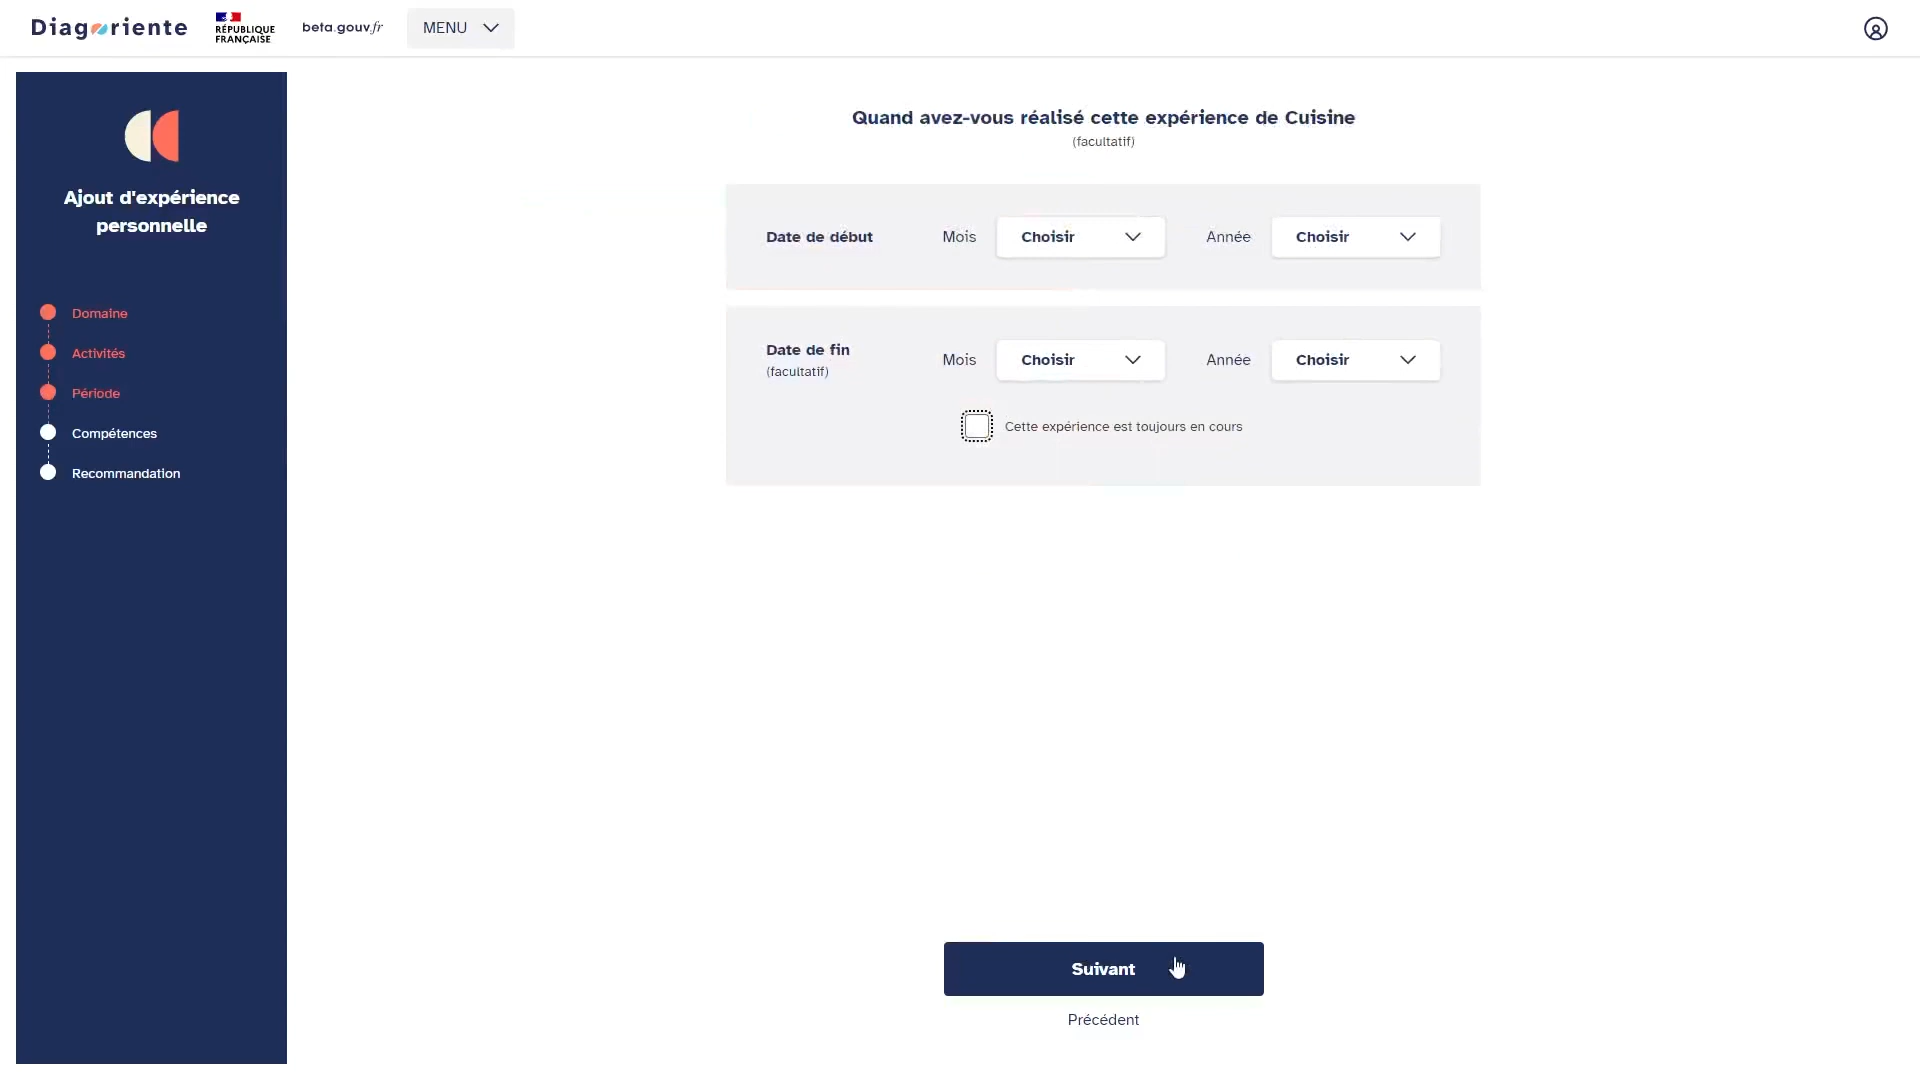 Diagoriente
RÉPUBLIQUE
FRANÇAISE
beta.gouv.fr
MENU
Ajout d'expérience
personnelle
Domaine
Activités
Période
Compétences
Recommandation
Quand avez-vous réalisé cette expérience de Cuisine
(facultatif)
Date de début Mois Choisir Année Choisir
Date de fin Mois Choisir Année Choisir
(facultatif)
Cette expérience est toujours en cours
Suivant
Précédent